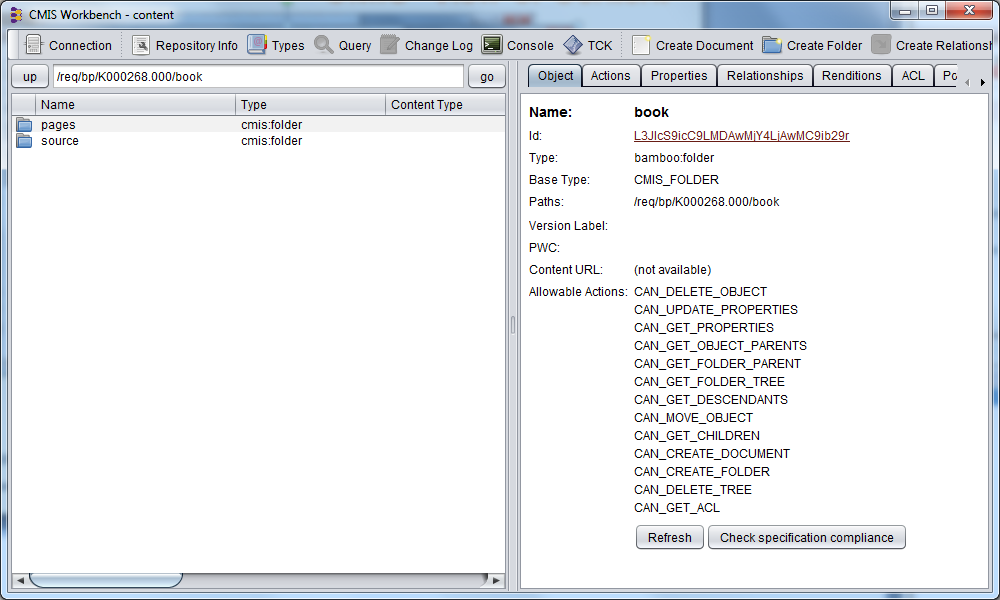 CMIS Workbench - content
Connection Repository Info Types Query Change Log Console TCK Create Document Create Folder Create Relationsh
up /req/bp/K000268.000/book go
Name Type Content Type
pages cmis:folder
source cmis:folder
Object Actions Properties Relationships Renditions ACL Po
Name: book
Id: L3JlcS9icC9LMDAwMjY4LjAwMC9ib29r
Type: bamboo:folder
Base Type: CMIS_FOLDER
Paths: /req/bp/K000268.000/book
Version Label:
PWC:
Content URL: (not available)
Allowable Actions: CAN_DELETE_OBJECT
CAN_UPDATE_PROPERTIES
CAN_GET_PROPERTIES
CAN_GET_OBJECT_PARENTS
CAN_GET_FOLDER_PARENT
CAN_GET_FOLDER_TREE
CAN_GET_DESCENDANTS
CAN_MOVE_OBJECT
CAN_GET_CHILDREN
CAN_CREATE_DOCUMENT
CAN_CREATE_FOLDER
CAN_DELETE_TREE
CAN_GET_ACL
Refresh Check specification compliance